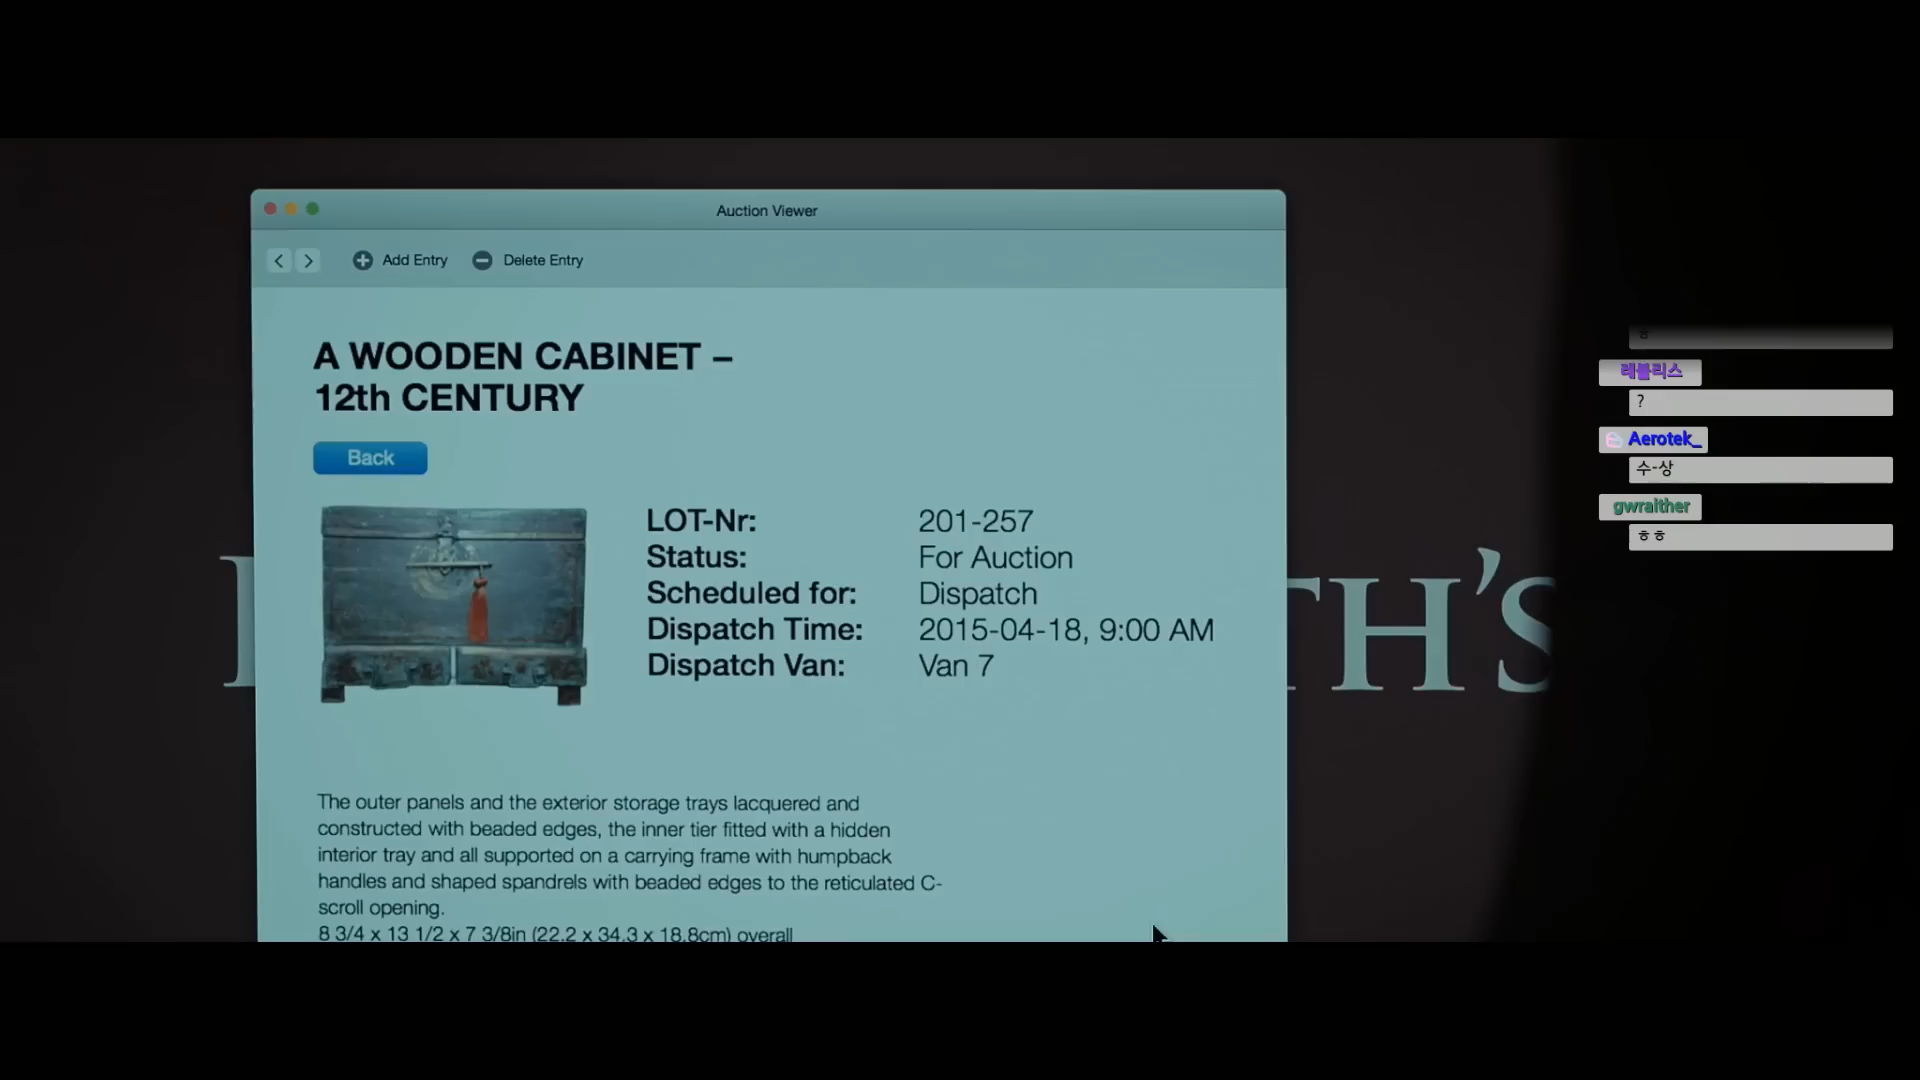 Auction Viewer
Add Entry
Delete Entry
A WOODEN CABINET –
12th CENTURY
Back
LOT-Nr: 201-257
Status: For Auction
Scheduled for: Dispatch
Dispatch Time: 2015-04-18, 9:00 AM
Dispatch Van: Van 7
The outer panels and the exterior storage trays lacquered and
constructed with beaded edges, the inner tier fitted with a hidden
interior tray and all supported on a carrying frame with humpback
handles and shaped spandrels with beaded edges to the reticulated C-
scroll opening.
8 3/4 x 13 1/2 x 7 3/8in (22.2 x 34.3 x 18.8cm) overall
TH'S
레블릭스
?
Aerotek_
수-상
gwraither
ㅎㅎ